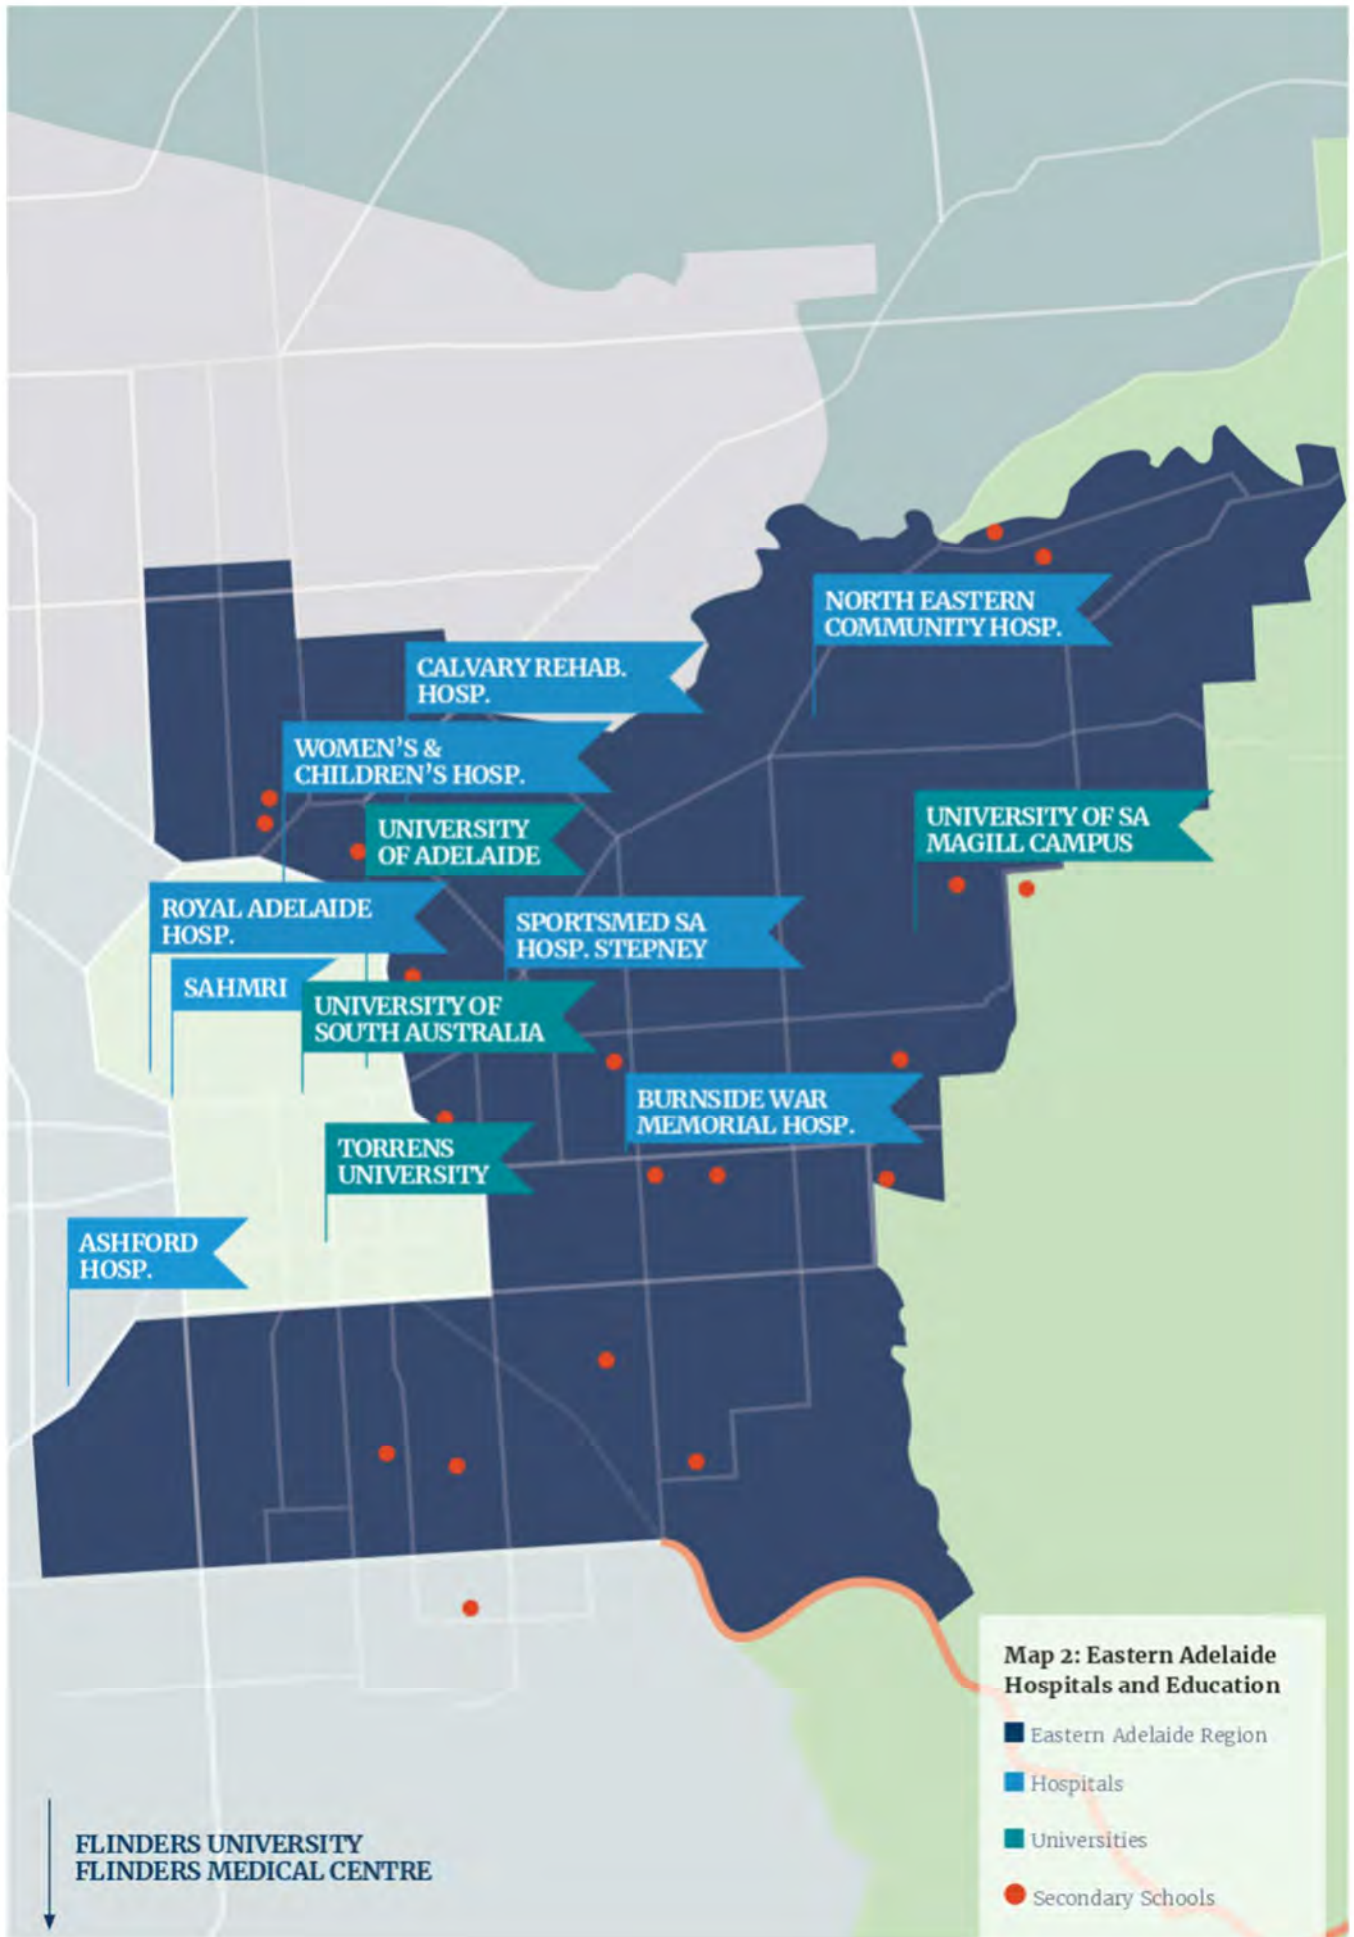 NORTH EASTERN
COMMUNITY HOSP.
CALVARY REHAB.
HOSP.
WOMEN'S &
CHILDREN'S HOSP.
UNIVERSITY
OF ADELAIDE
UNIVERSITY OF SA
MAGILL CAMPUS
ROYAL ADELAIDE
HOSP.
SPORTSMED SA
HOSP. STEPNEY
SAHMRI
UNIVERSITY OF
SOUTH AUSTRALIA
BURNSIDE WAR
MEMORIAL HOSP.
TORRENS
UNIVERSITY
ASHFORD
HOSP.
Map 2: Eastern Adelaide
Hospitals and Education
Eastern Adelaide Region
Hospitals
Universities
Secondary Schools
FLINDERS UNIVERSITY
FLINDERS MEDICAL CENTRE